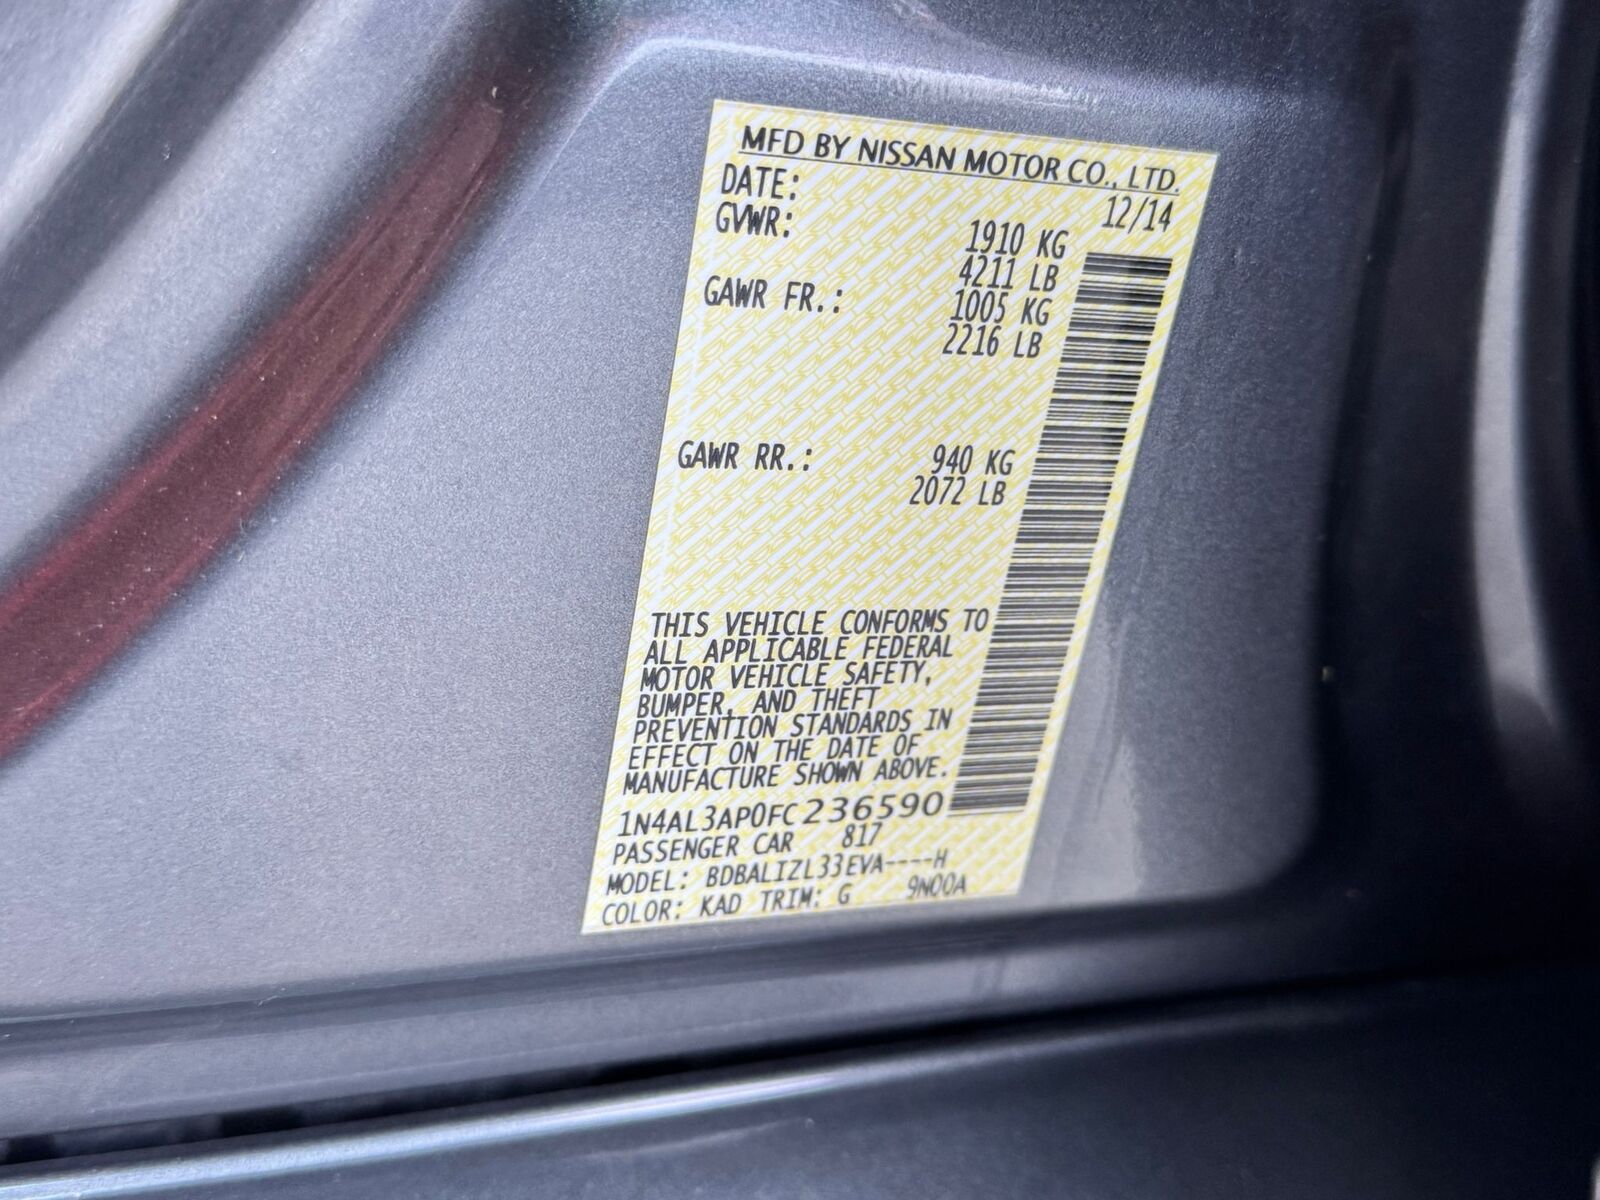 MFD BY NISSAN MOTOR CO., LTD.
DATE: 12/14
GVWR: 1910 KG
4211 LB
GAWR FR.: 1005 KG
2216 LB
GAWR RR.: 940 KG
2072 LB
THIS VEHICLE CONFORMS TO
ALL APPLICABLE FEDERAL
MOTOR VEHICLE SAFETY,
BUMPER, AND THEFT
PREVENTION STANDARDS IN
EFFECT ON THE DATE OF
MANUFACTURE SHOWN ABOVE.
1N4AL3AP0FC236590
PASSENGER CAR 817
MODEL: BDBALIZL33EVA----H
COLOR: KAD TRIM: G 9N00A